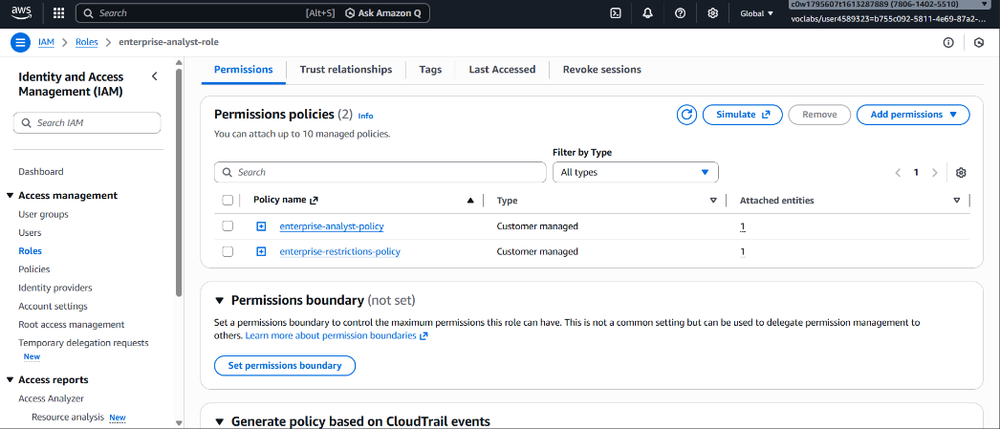 aws
Search [Alt+S] Ask Amazon Q Global c0w1795607t1613287889 (7806-1402-5510)
voclabs/user4589323=b755c092-5811-4e69-87a2-...
IAM Roles enterprise-analyst-role
Identity and Access
Management (IAM)
Search IAM
Dashboard
Access management
User groups
Users
Roles
Policies
Identity providers
Account settings
Root access management
Temporary delegation requests
New
Access reports
Access Analyzer
Resource analysis New
Permissions Trust relationships Tags Last Accessed Revoke sessions
Permissions policies (2) Info
Simulate Remove Add permissions
You can attach up to 10 managed policies.
Filter by Type
Search All types 1
Policy name Type Attached entities
enterprise-analyst-policy Customer managed 1
enterprise-restrictions-policy Customer managed 1
Permissions boundary (not set)
Set a permissions boundary to control the maximum permissions this role can have. This is not a common setting but can be used to delegate permission management to
others. Learn more about permission boundaries
Set permissions boundary
Generate policy based on CloudTrail events